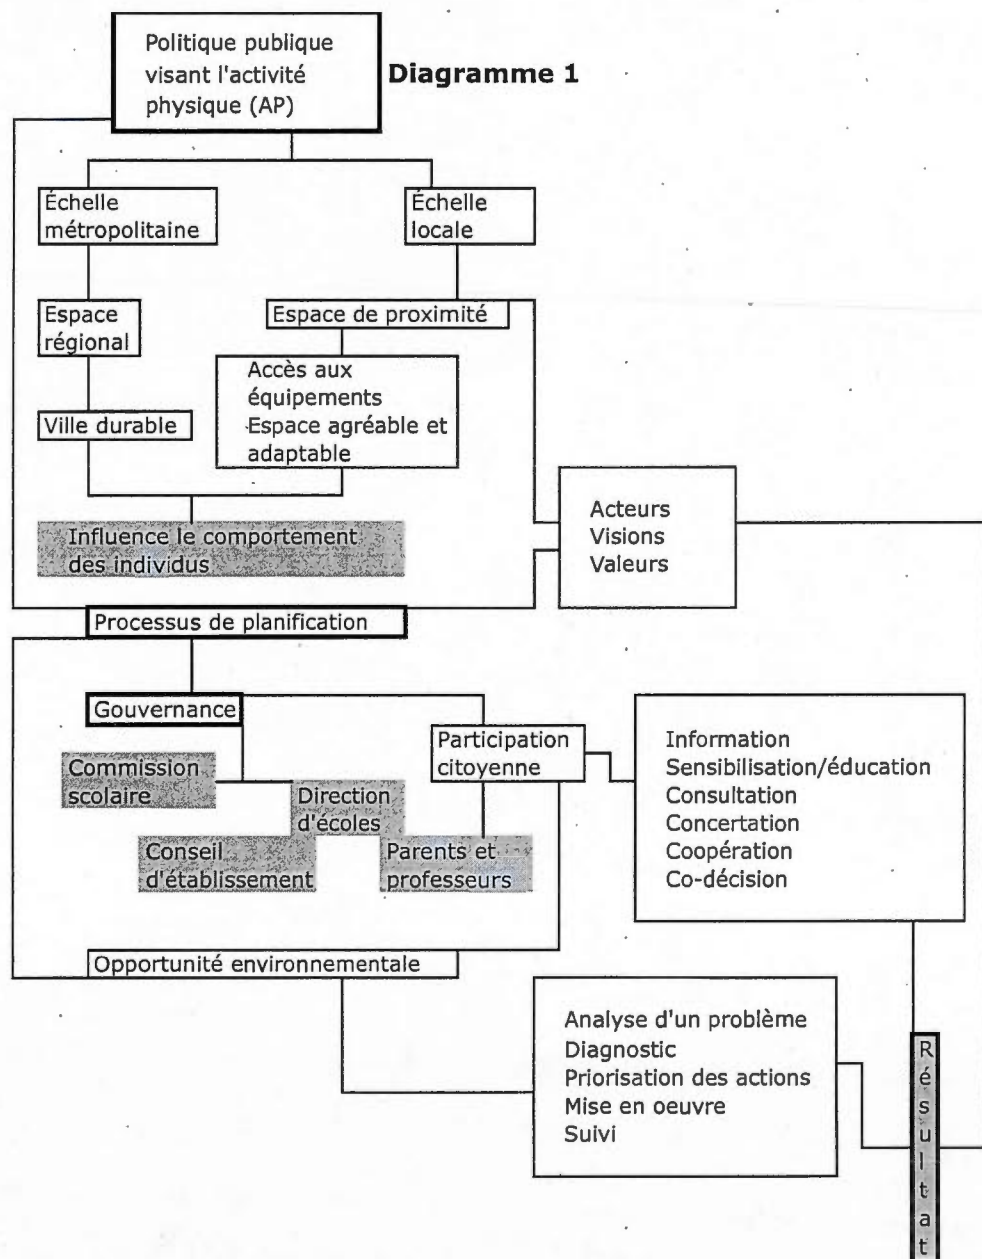 Politique publique
visant l'activité
physique (AP)
Diagramme 1
Échelle
métropolitaine
Échelle
locale
Espace
régional
Espace de proximité
Accès aux
équipements
Espace agréable et
adaptable
Ville durable
Influence le comportement
des individus
Acteurs
Visions
Valeurs
Processus de planification
Gouvernance
Participation
citoyenne
Information
Sensibilisation/éducation
Consultation
Concertation
Coopération
Co-décision
Commission
scolaire
Direction
d'écoles
Conseil
d'établissement
Parents et
professeurs
Opportunité environnementale
Analyse d'un problème
Diagnostic
Priorisation des actions
Mise en oeuvre
Suivi
Résultat